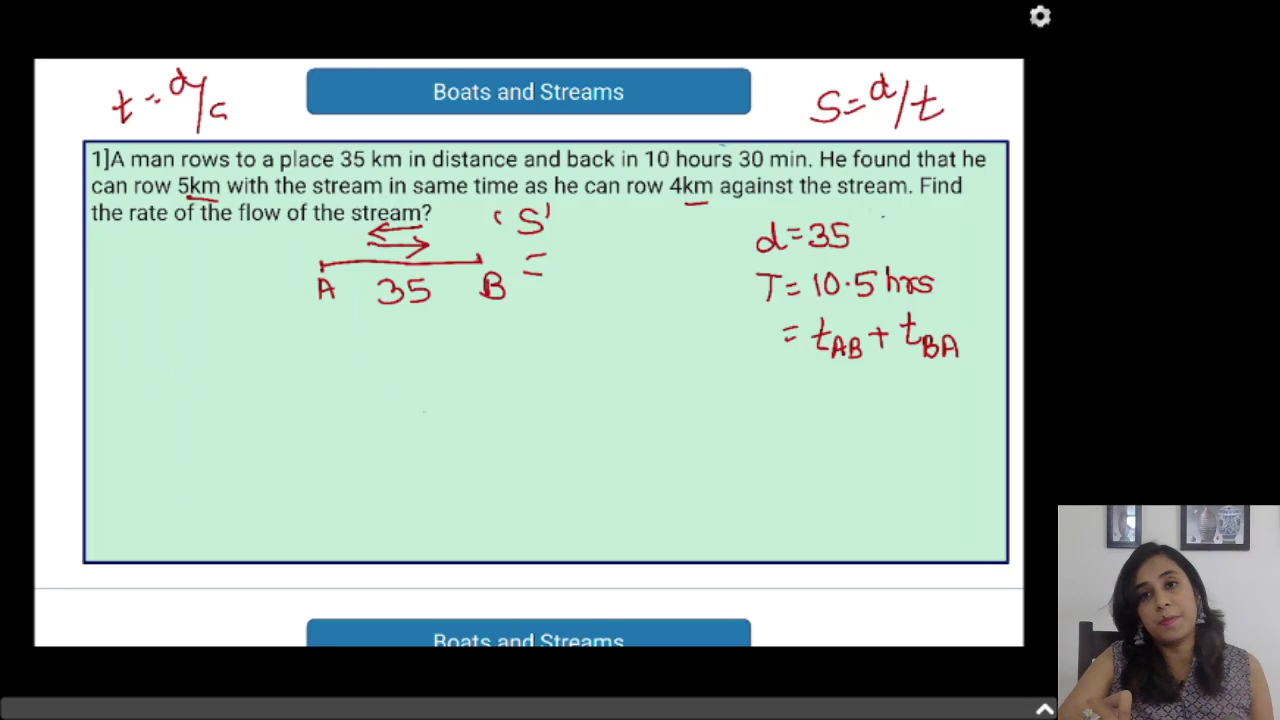 t = d/s
Boats and Streams
S = d/t
1]A man rows to a place 35 km in distance and back in 10 hours 30 min. He found that he
can row 5km with the stream in same time as he can row 4km against the stream. Find
the rate of the flow of the stream?
'S'
=
d = 35
A 35 B
T = 10.5 hrs
= tAB + tBA
Boats and Streams